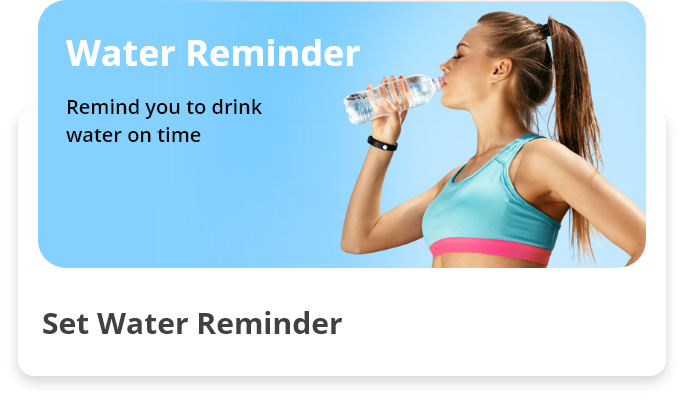 Water Reminder
Remind you to drink
water on time
Set Water Reminder